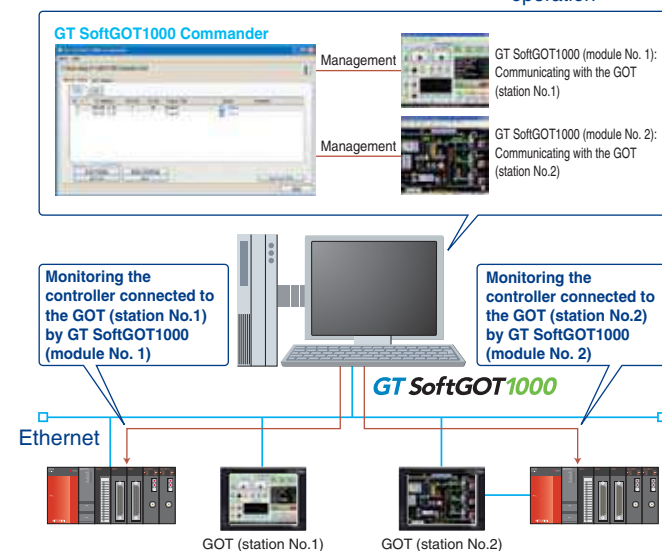 operation
GT SoftGOT1000 Commander
Management
GT SoftGOT1000 (module No. 1):
Communicating with the GOT
(station No.1)
Management
GT SoftGOT1000 (module No. 2):
Communicating with the GOT
(station No.2)
Monitoring the
controller connected to
the GOT (station No.1)
by GT SoftGOT1000
(module No. 1)
Monitoring the
controller connected to
the GOT (station No.2)
by GT SoftGOT1000
(module No. 2)
GT SoftGOT1000
Ethernet
GOT (station No.1)
GOT (station No.2)